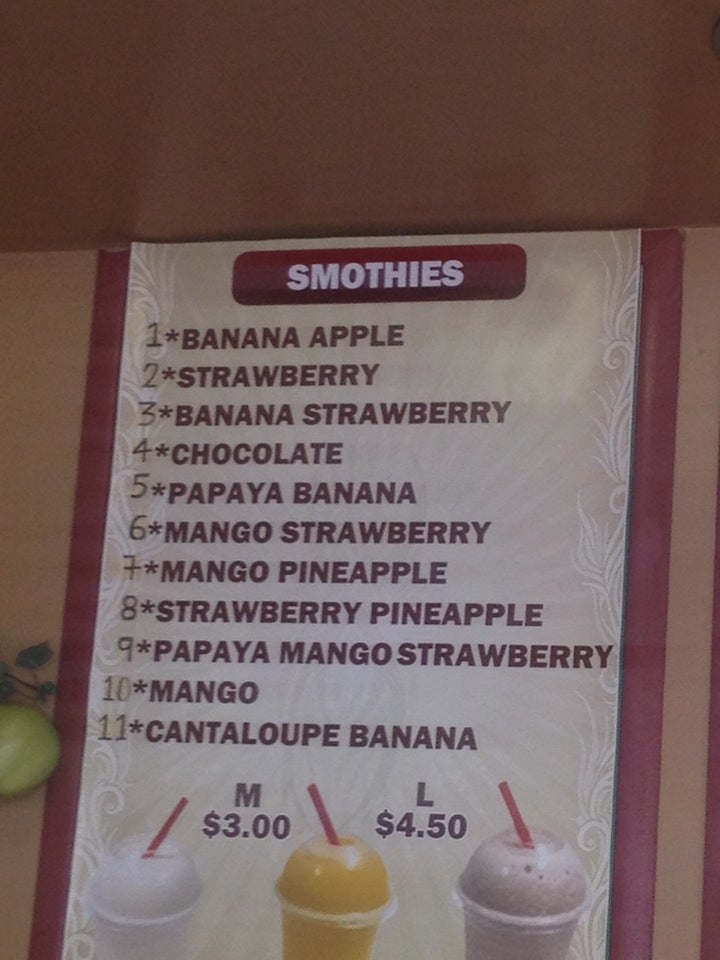 SMOTHIES
1*BANANA APPLE
2*STRAWBERRY
3*BANANA STRAWBERRY
4*CHOCOLATE
5*PAPAYA BANANA
6*MANGO STRAWBERRY
7*MANGO PINEAPPLE
8*STRAWBERRY PINEAPPLE
9*PAPAYA MANGO STRAWBERRY
10*MANGO
11*CANTALOUPE BANANA
M L
$3.00 $4.50